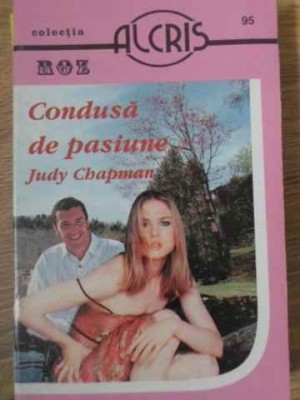 colecția
ALCRIS
95
ROZ
Condusă
de pasiune
Judy Chapman